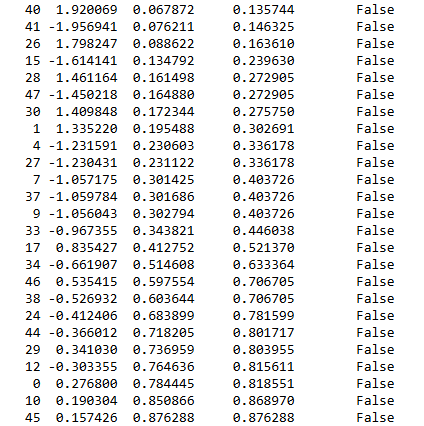 40 1.920069 0.067872 0.135744 False
41 -1.956941 0.076211 0.146325 False
26 1.798247 0.088622 0.163610 False
15 -1.614141 0.134792 0.239630 False
28 1.461164 0.161498 0.272905 False
47 -1.450218 0.164880 0.272905 False
30 1.409848 0.172344 0.275750 False
1 1.335220 0.195488 0.302691 False
4 -1.231591 0.230603 0.336178 False
27 -1.230431 0.231122 0.336178 False
7 -1.057175 0.301425 0.403726 False
37 -1.059784 0.301686 0.403726 False
9 -1.056043 0.302794 0.403726 False
33 -0.967355 0.343821 0.446038 False
17 0.835427 0.412752 0.521370 False
34 -0.661907 0.514608 0.633364 False
46 0.535415 0.597554 0.706705 False
38 -0.526932 0.603644 0.706705 False
24 -0.412406 0.683899 0.781599 False
44 -0.366012 0.718205 0.801717 False
29 0.341030 0.736959 0.803955 False
12 -0.303355 0.764636 0.815611 False
0 0.276800 0.784445 0.818551 False
10 0.190304 0.850866 0.868970 False
45 0.157426 0.876288 0.876288 False